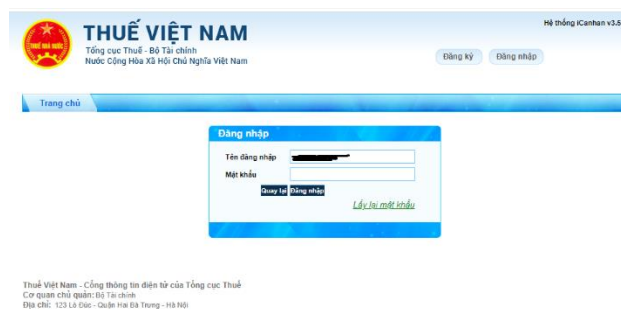 Hệ thống iCanhan v3.5
THUẾ VIỆT NAM
Tổng cục Thuế - Bộ Tài chính
Nước Cộng Hòa Xã Hội Chủ Nghĩa Việt Nam
Đăng ký Đăng nhập
Trang chủ
Đăng nhập
Tên đăng nhập
Mật khẩu
Quay lại Đăng nhập
Lấy lại mật khẩu
Thuế Việt Nam - Cổng thông tin điện tử của Tổng cục Thuế
Cơ quan chủ quản: Bộ Tài chính
Địa chỉ: 123 Lò Đúc - Quận Hai Bà Trưng - Hà Nội